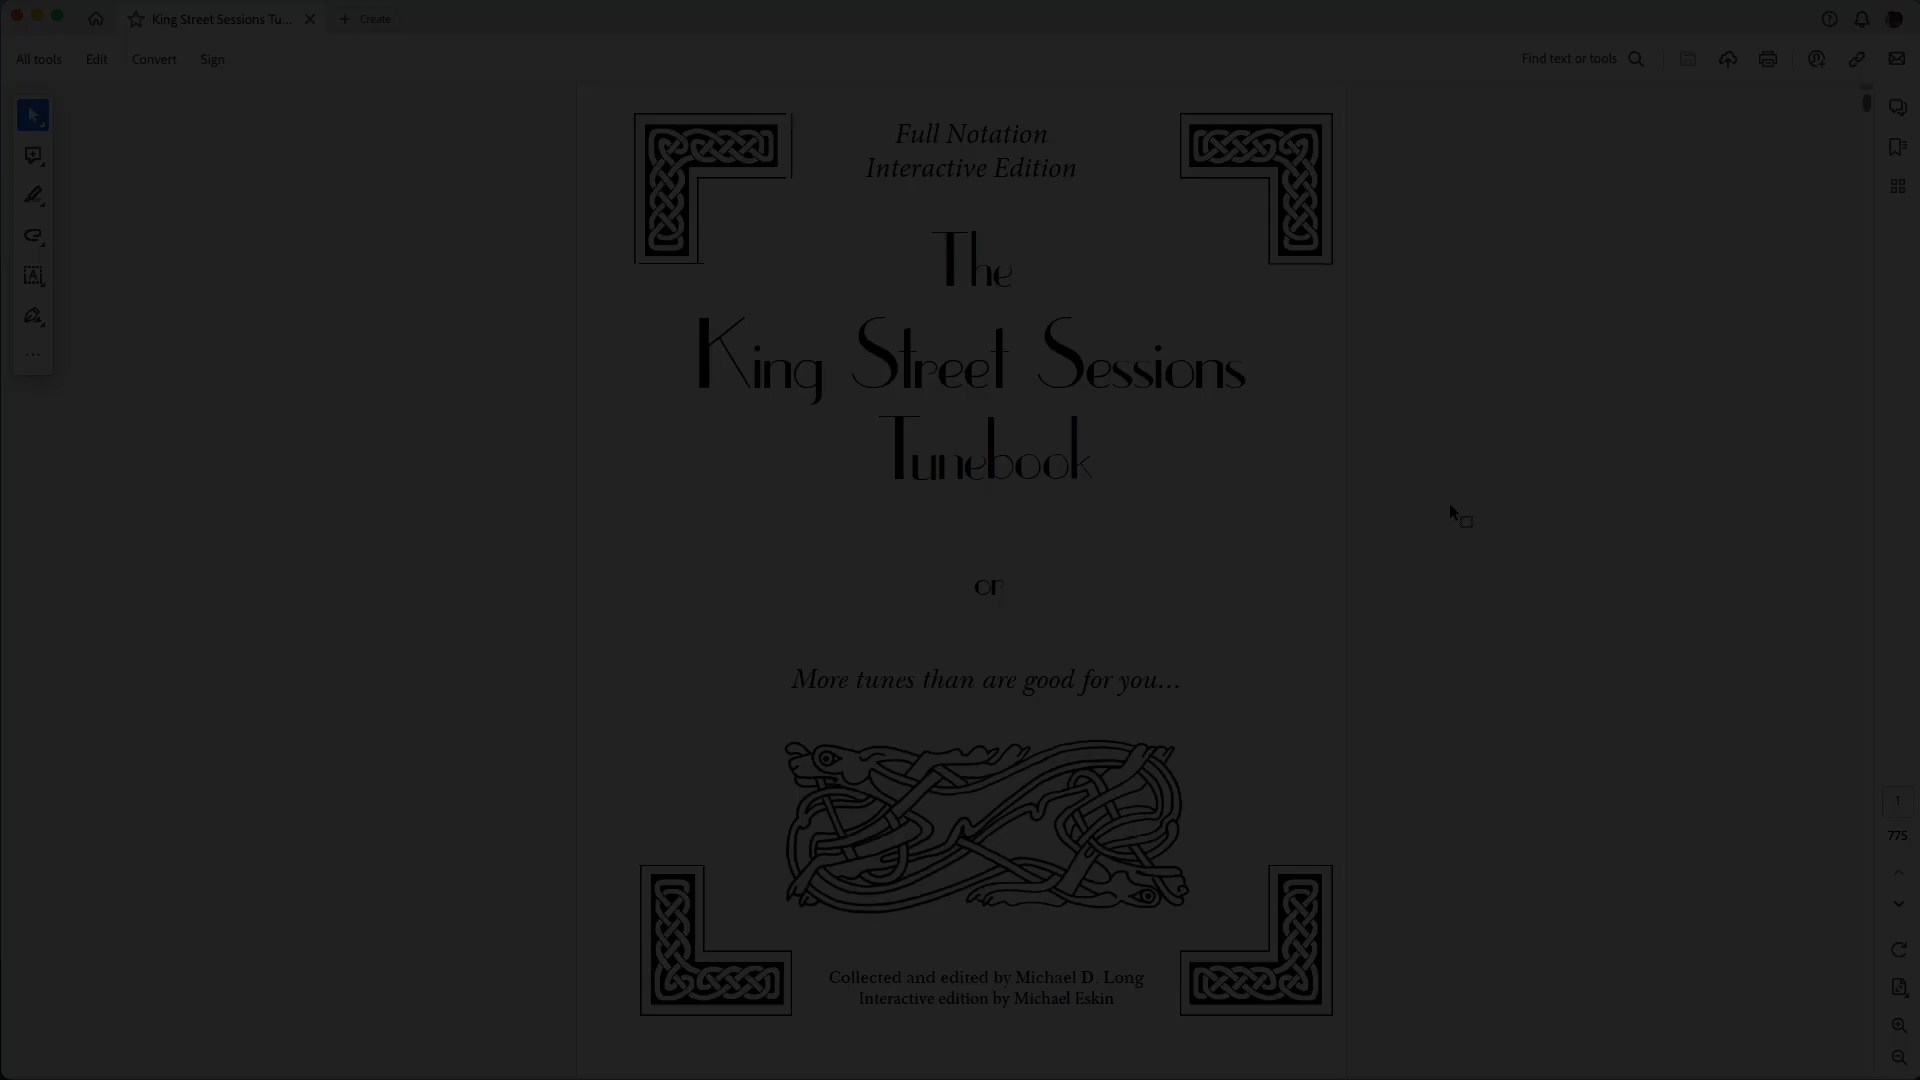 King Street Sessions Tu...
Create
All tools
Edit
Convert
Sign
Find text or tools
Full Notation
Interactive Edition
The
King Street Sessions
Tunebook
or
More tunes than are good for you...
Collected and edited by Michael D. Long
Interactive edition by Michael Eskin
1
775